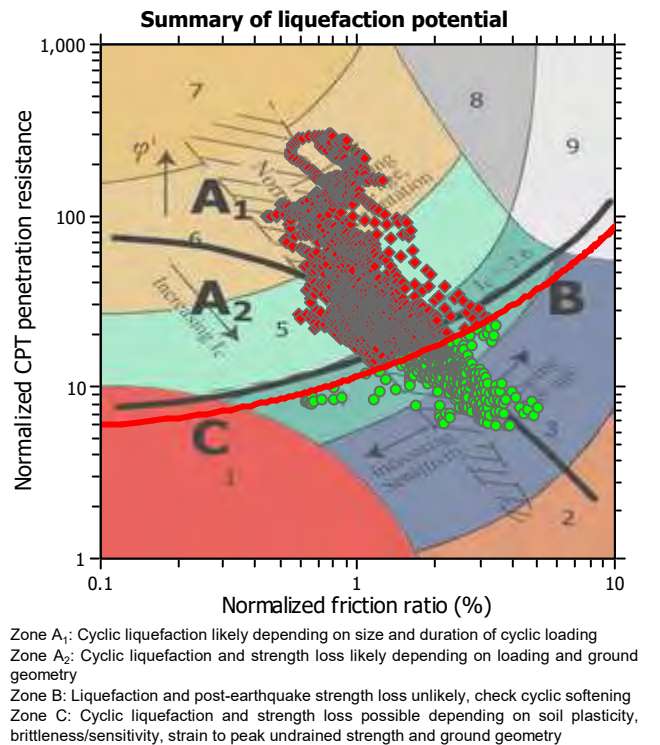 Summary of liquefaction potential
1,000
100
10
1
0.1
1
10
Normalized CPT penetration resistance
Normalized friction ratio (%)
7
8
9
φ'
A1
6
A2
Increasing Ic
5
B
C
1
Increasing
Sensitivity
3
2
Zone A1: Cyclic liquefaction likely depending on size and duration of cyclic loading
Zone A2: Cyclic liquefaction and strength loss likely depending on loading and ground
geometry
Zone B: Liquefaction and post-earthquake strength loss unlikely, check cyclic softening
Zone C: Cyclic liquefaction and strength loss possible depending on soil plasticity,
brittleness/sensitivity, strain to peak undrained strength and ground geometry